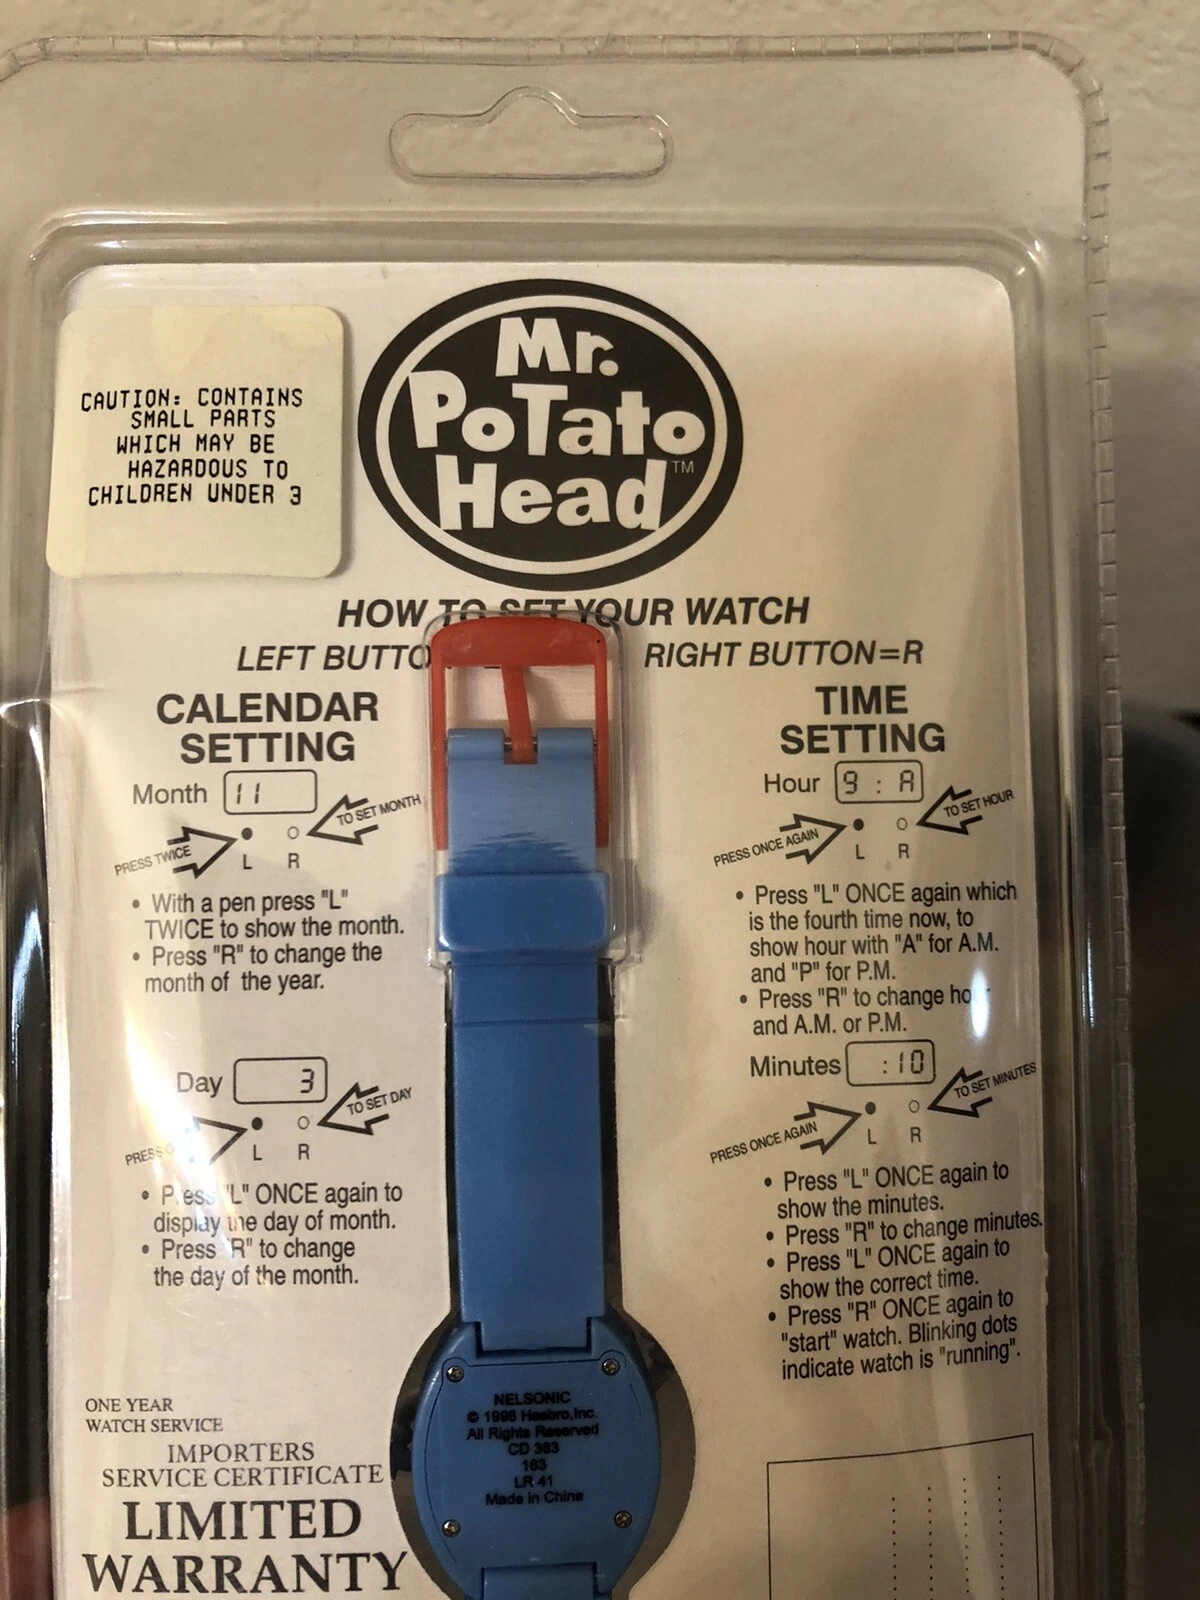 CAUTION: CONTAINS
SMALL PARTS
WHICH MAY BE
HAZARDOUS TO
CHILDREN UNDER 3
Mr.
PoTato
Head™
HOW TO SET YOUR WATCH
LEFT
RIGHT BUTTON=R
CALENDAR
SETTING
Month 11
TO SET MONTH
PRESS TWICE
L R
• With a pen press "L"
TWICE to show the month.
• Press "R" to change the
month of the year.
Day 3
TO SET DAY
L R
• Press "L" ONCE again to
display the day of month.
• Press "R" to change
the day of the month.
TIME
SETTING
Hour 9 : A
TO SET HOUR
PRESS ONCE AGAIN
L R
• Press "L" ONCE again which
is the fourth time now, to
show hour with "A" for A.M.
and "P" for P.M.
• Press "R" to change
and A.M. or P.M.
Minutes :10
TO SET MINUTES
PRESS ONCE AGAIN
L R
• Press "L" ONCE again to
show the minutes.
• Press "R" to change minutes.
• Press "L" ONCE again to
show the correct time.
• Press "R" ONCE again to
"start" watch. Blinking dots
indicate watch is "running".
NELSONIC
© 1996 Hasbro,Inc.
All Rights Reserved
CD 383
163
LR 41
Made in China
ONE YEAR
WATCH SERVICE
IMPORTERS
SERVICE CERTIFICATE
LIMITED
WARRANTY